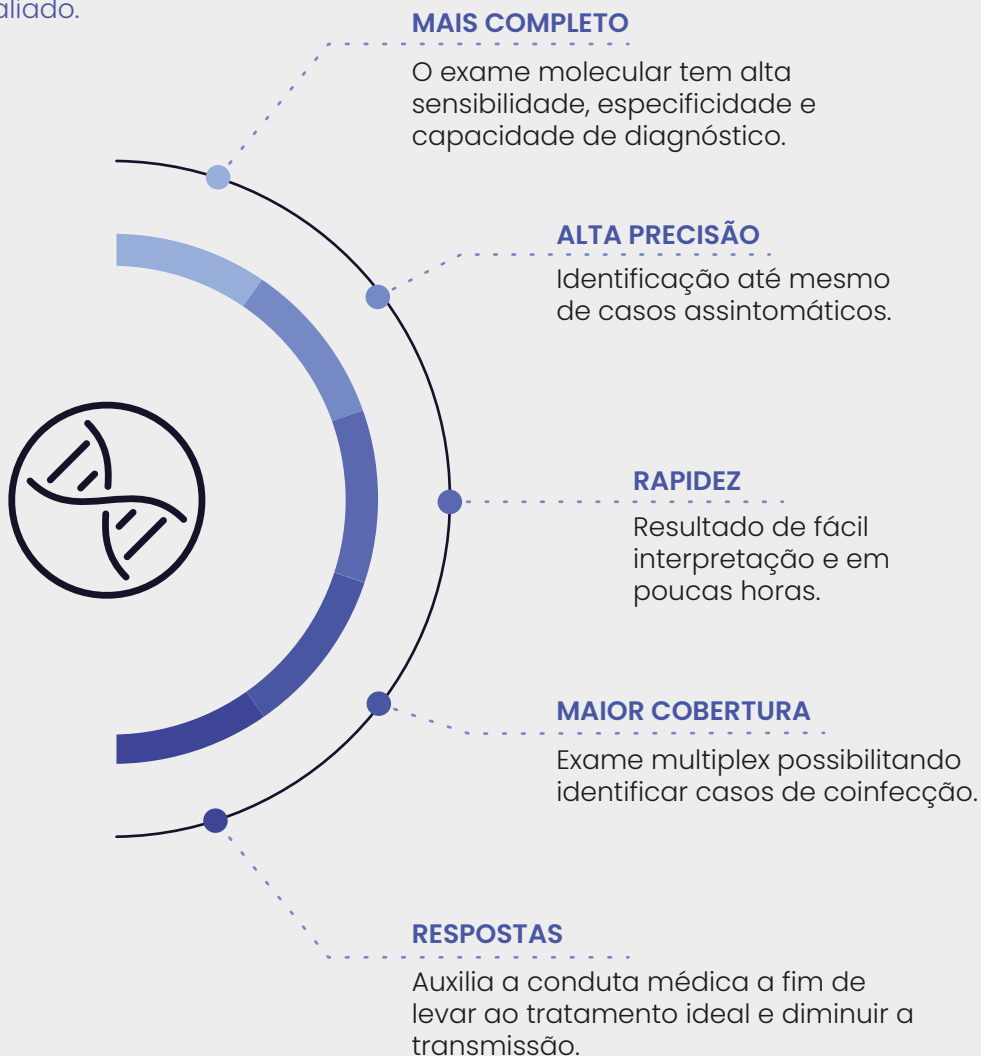 aliado.
MAIS COMPLETO
O exame molecular tem alta
sensibilidade, especificidade e
capacidade de diagnóstico.
ALTA PRECISÃO
Identificação até mesmo
de casos assintomáticos.
RAPIDEZ
Resultado de fácil
interpretação e em
poucas horas.
MAIOR COBERTURA
Exame multiplex possibilitando
identificar casos de coinfecção.
RESPOSTAS
Auxilia a conduta médica a fim de
levar ao tratamento ideal e diminuir a
transmissão.